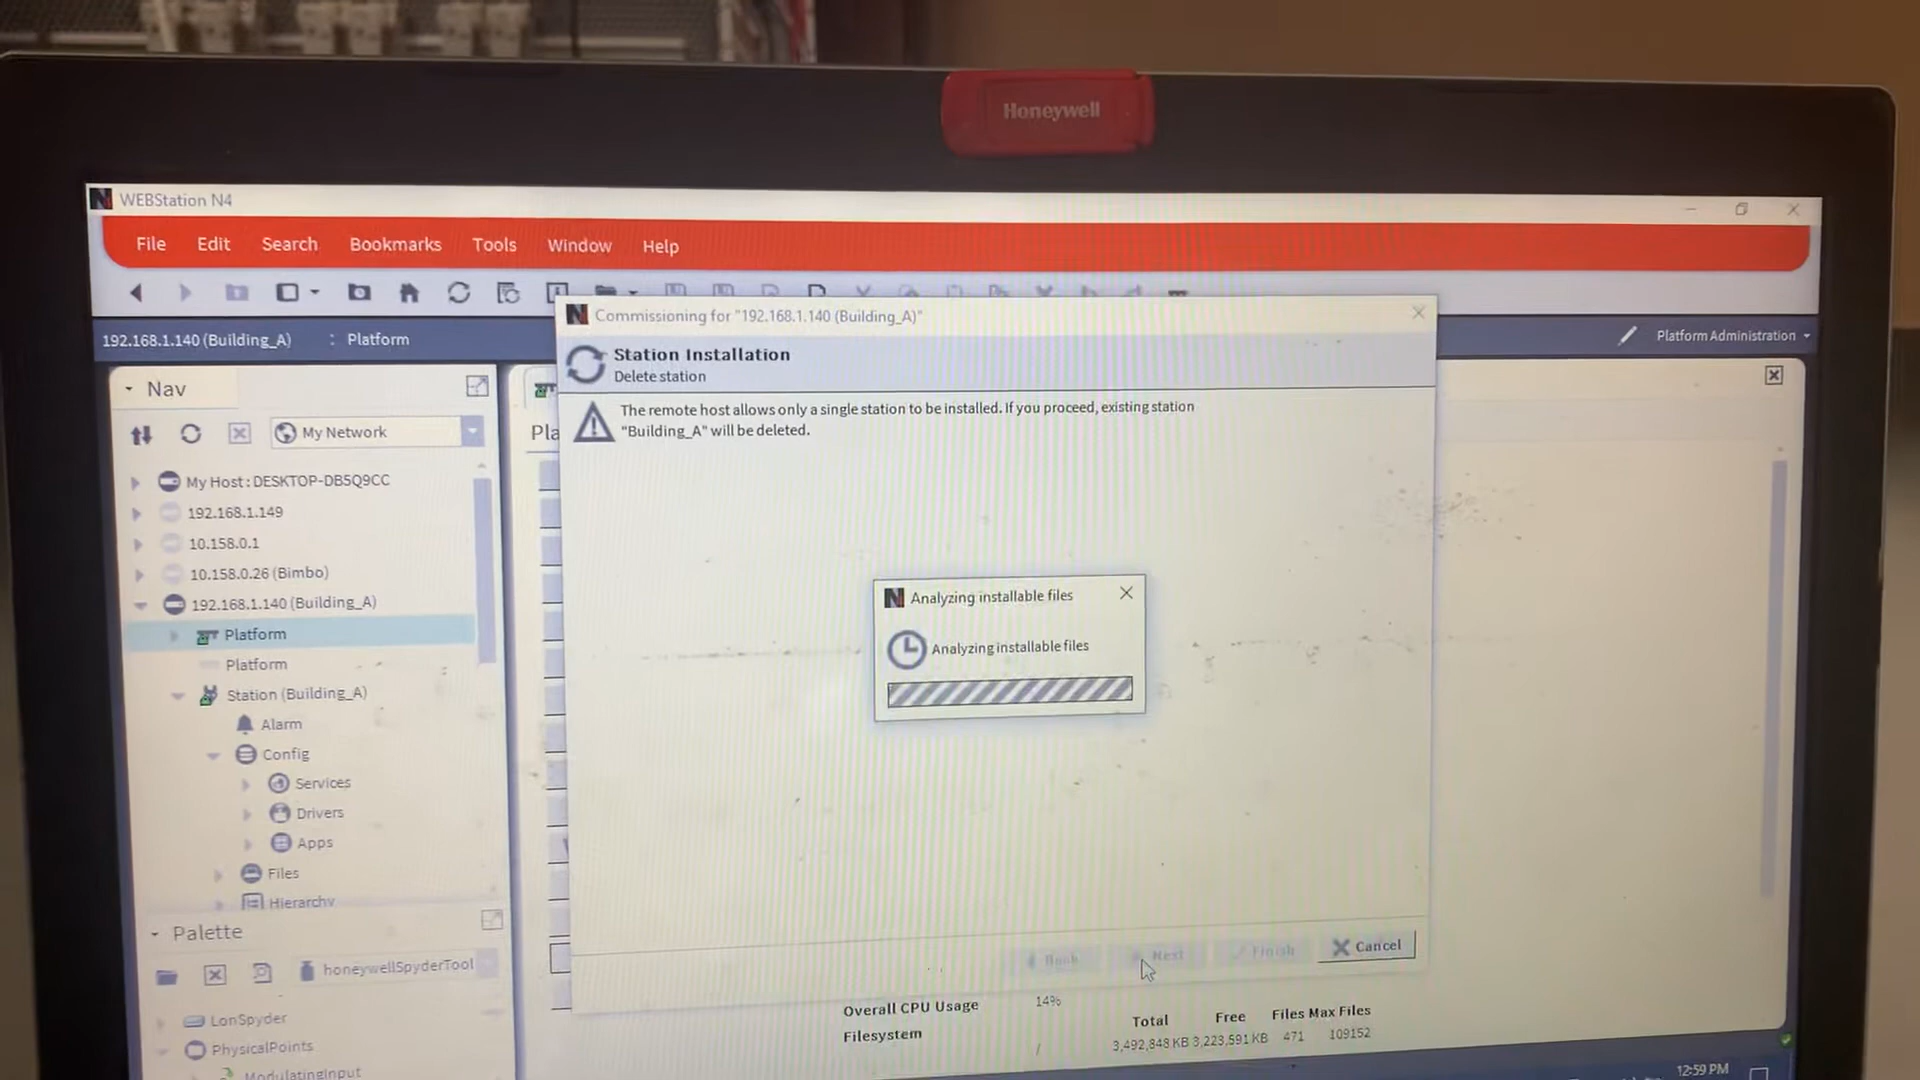 Honeywell
WEBStation N4
File Edit Search Bookmarks Tools Window Help
192.168.1.140 (Building_A) : Platform
Platform Administration
Commissioning for "192.168.1.140 (Building_A)"
Station Installation
Delete station
The remote host allows only a single station to be installed. If you proceed, existing station
"Building_A" will be deleted.
Nav
My Network
My Host : DESKTOP-DB5Q9CC
192.168.1.149
10.158.0.1
10.158.0.26 (Bimbo)
192.168.1.140 (Building_A)
Platform
Platform
Station (Building_A)
Alarm
Config
Services
Drivers
Apps
Files
Hierarchy
Pla
Analyzing installable files
Analyzing installable files
Back Next Finish Cancel
Palette
honeywellSpyderTool
LonSpyder
PhysicalPoints
ModulatingInput
Overall CPU Usage 14%
Filesystem Total Free Files Max Files
/ 3,492,848 KB 3,223,591 KB 471 109152
12:59 PM